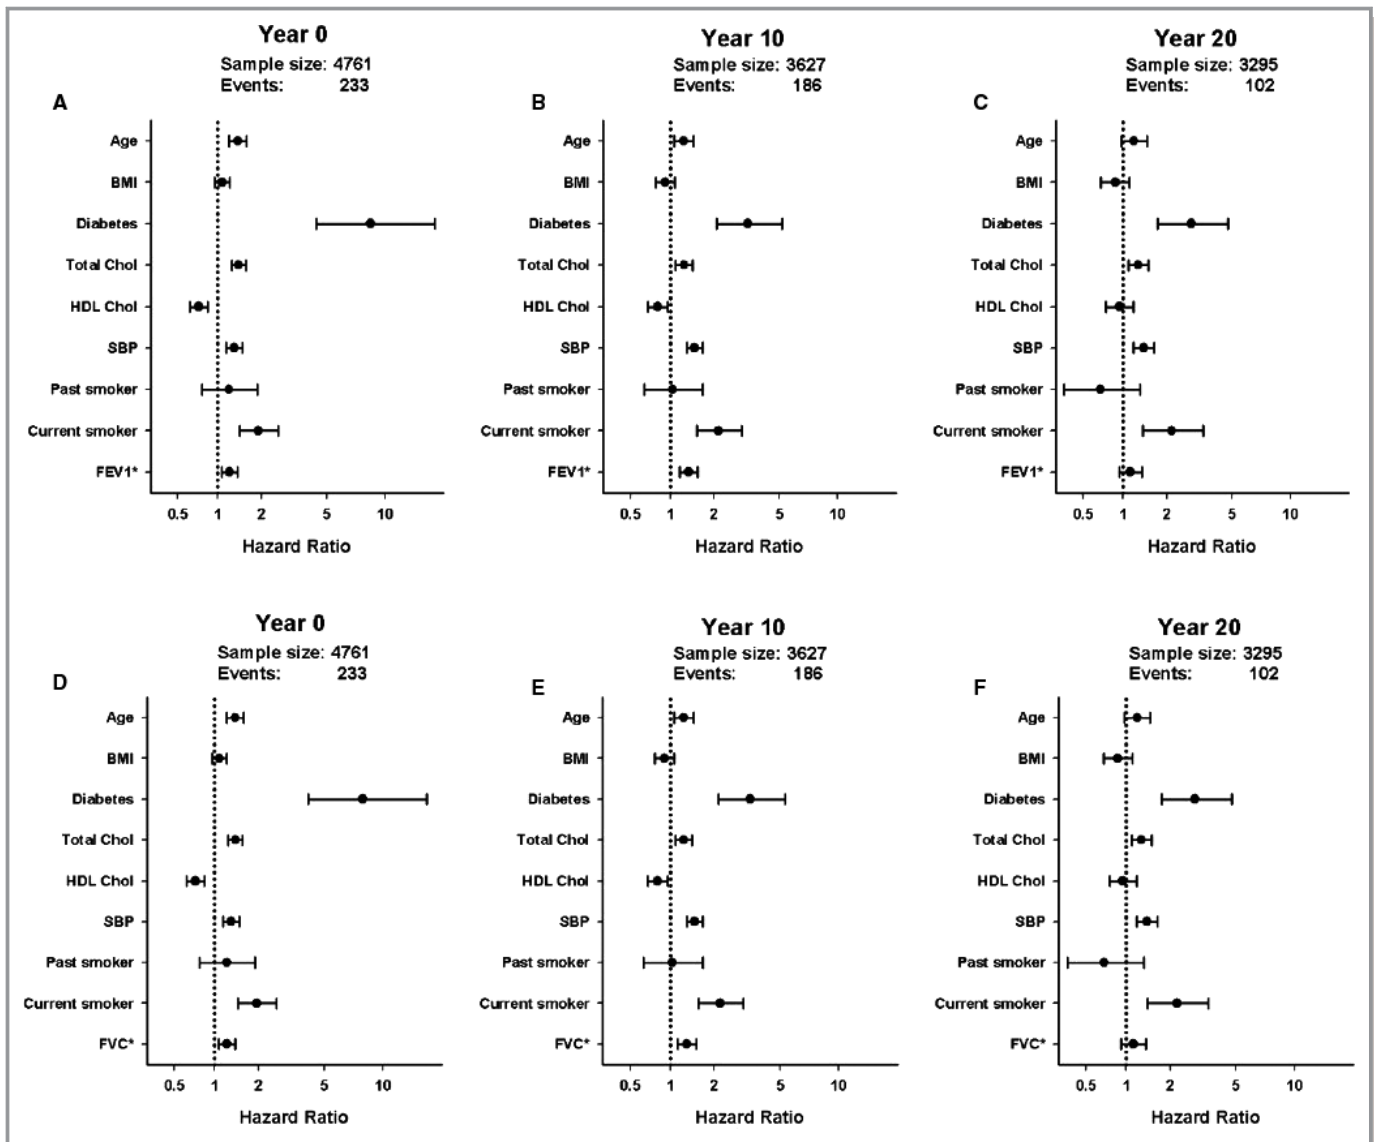 Year 0
Sample size: 4761
Events: 233
A
Age
BMI
Diabetes
Total Chol
HDL Chol
SBP
Past smoker
Current smoker
FEV1*
0.5 1 2 5 10
Hazard Ratio
Year 10
Sample size: 3627
Events: 186
B
Age
BMI
Diabetes
Total Chol
HDL Chol
SBP
Past smoker
Current smoker
FEV1*
0.5 1 2 5 10
Hazard Ratio
Year 20
Sample size: 3295
Events: 102
C
Age
BMI
Diabetes
Total Chol
HDL Chol
SBP
Past smoker
Current smoker
FEV1*
0.5 1 2 5 10
Hazard Ratio
Year 0
Sample size: 4761
Events: 233
D
Age
BMI
Diabetes
Total Chol
HDL Chol
SBP
Past smoker
Current smoker
FVC*
0.5 1 2 5 10
Hazard Ratio
Year 10
Sample size: 3627
Events: 186
E
Age
BMI
Diabetes
Total Chol
HDL Chol
SBP
Past smoker
Current smoker
FVC*
0.5 1 2 5 10
Hazard Ratio
Year 20
Sample size: 3295
Events: 102
F
Age
BMI
Diabetes
Total Chol
HDL Chol
SBP
Past smoker
Current smoker
FVC*
0.5 1 2 5 10
Hazard Ratio